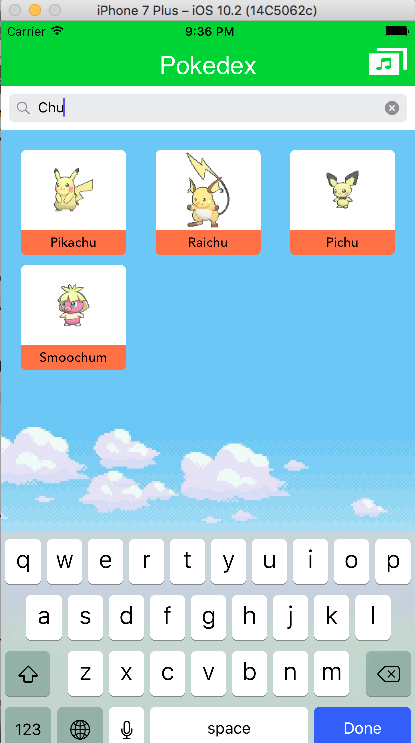 iPhone 7 Plus – iOS 10.2 (14C5062c)
Carrier 9:36 PM
Pokedex
Chu
Pikachu Raichu Pichu
Smoochum
q w e r t y u i o p
a s d f g h j k l
z x c v b n m
123 space Done